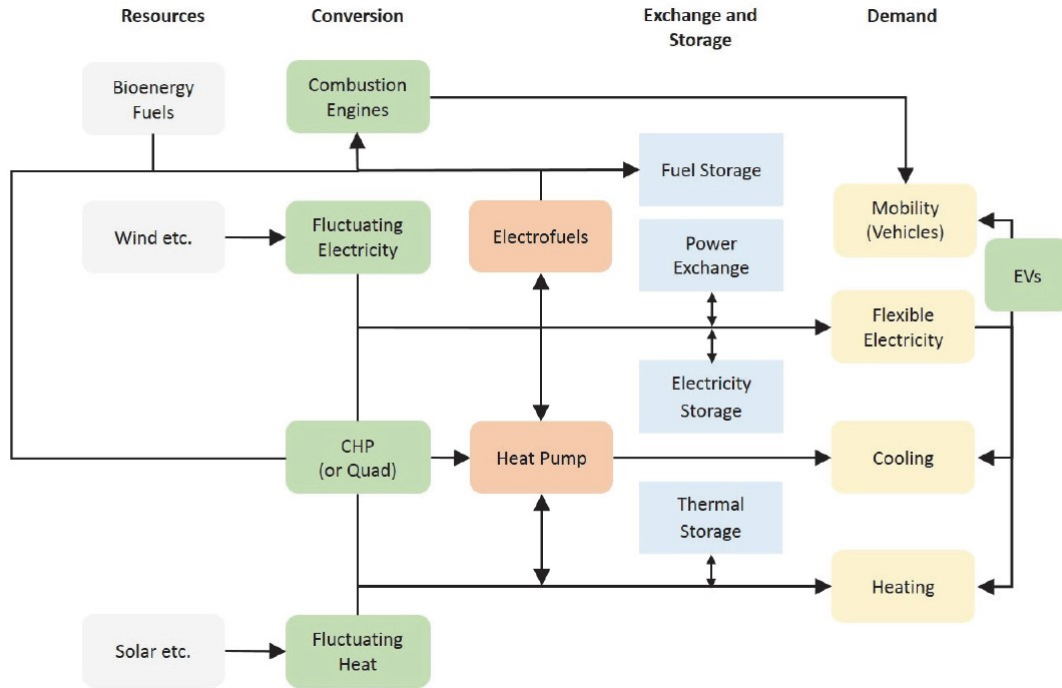 Resources
Conversion
Exchange and
Storage
Demand
Bioenergy
Fuels
Combustion
Engines
Fuel Storage
Mobility
(Vehicles)
Wind etc.
Fluctuating
Electricity
Electrofuels
Power
Exchange
EVs
Flexible
Electricity
Electricity
Storage
CHP
(or Quad)
Heat Pump
Cooling
Thermal
Storage
Heating
Solar etc.
Fluctuating
Heat